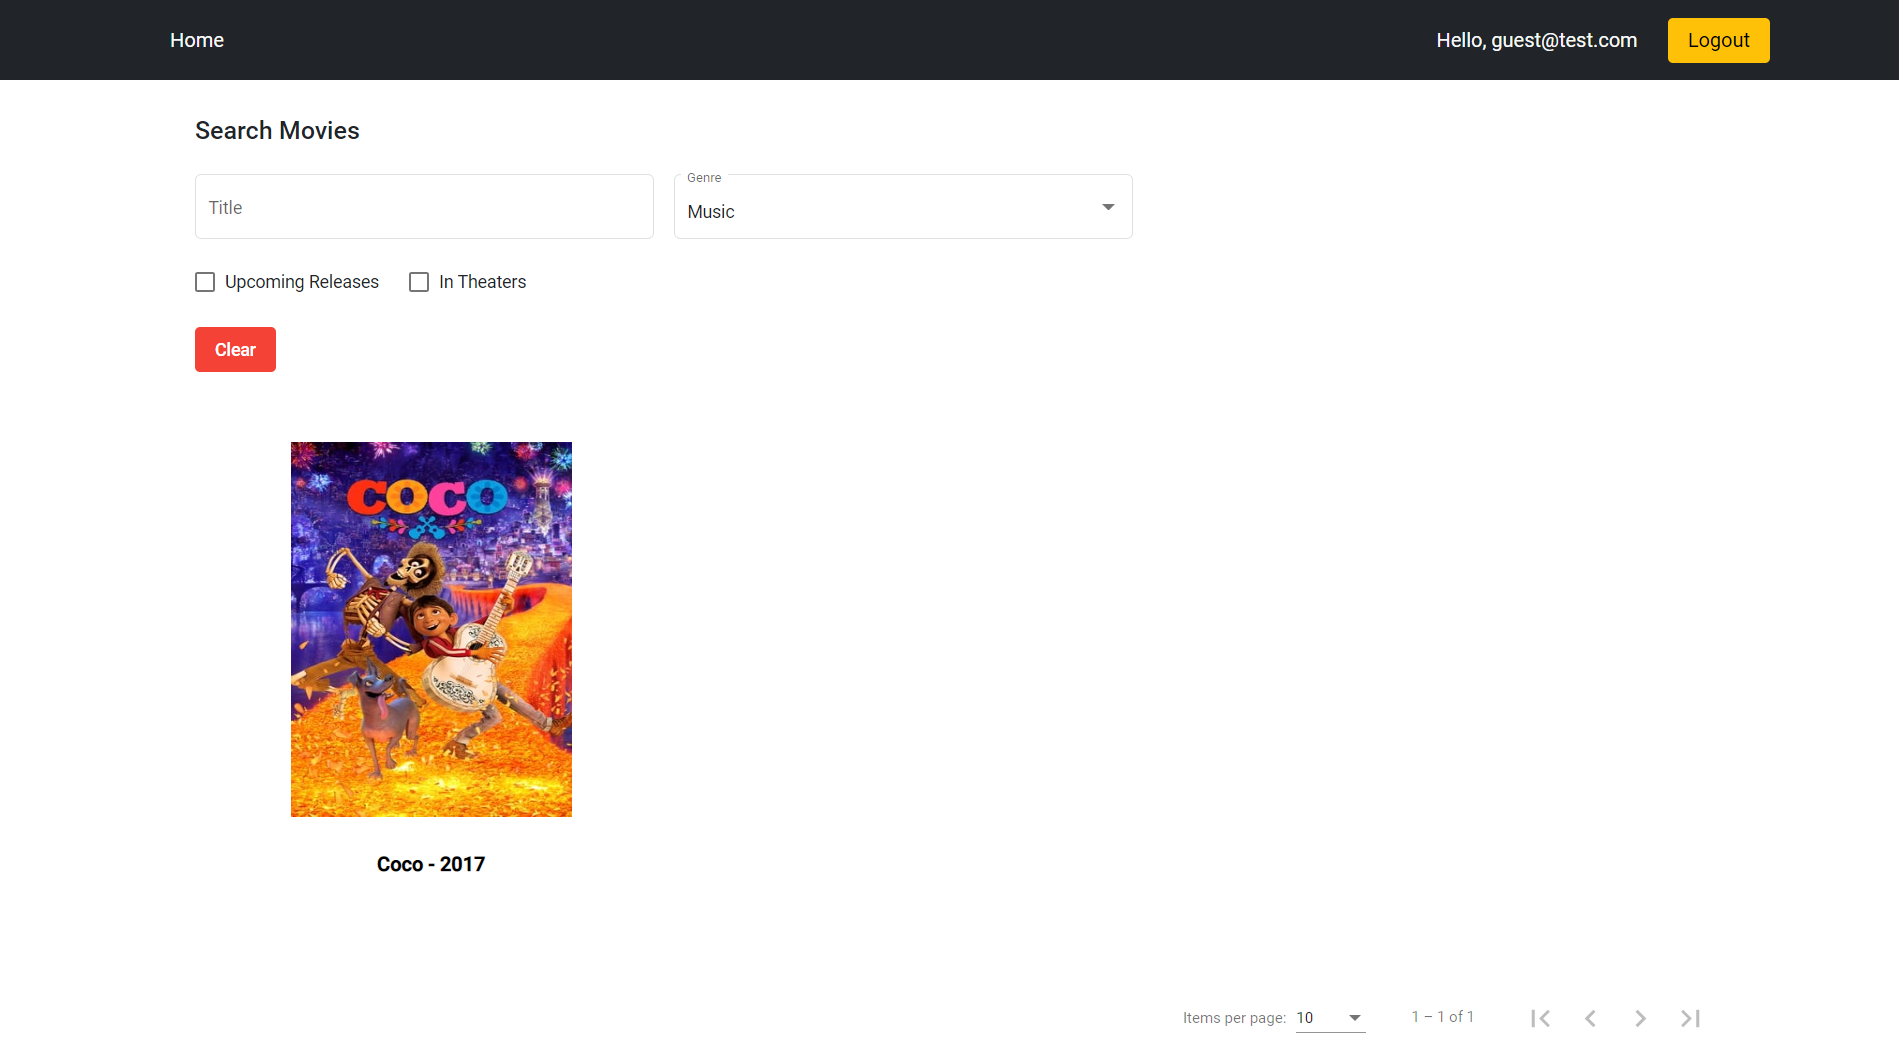 Home
Hello, guest@test.com
Logout
Search Movies
Title
Genre
Music
Upcoming Releases
In Theaters
Clear
COCO
Coco - 2017
Items per page: 10
1 – 1 of 1